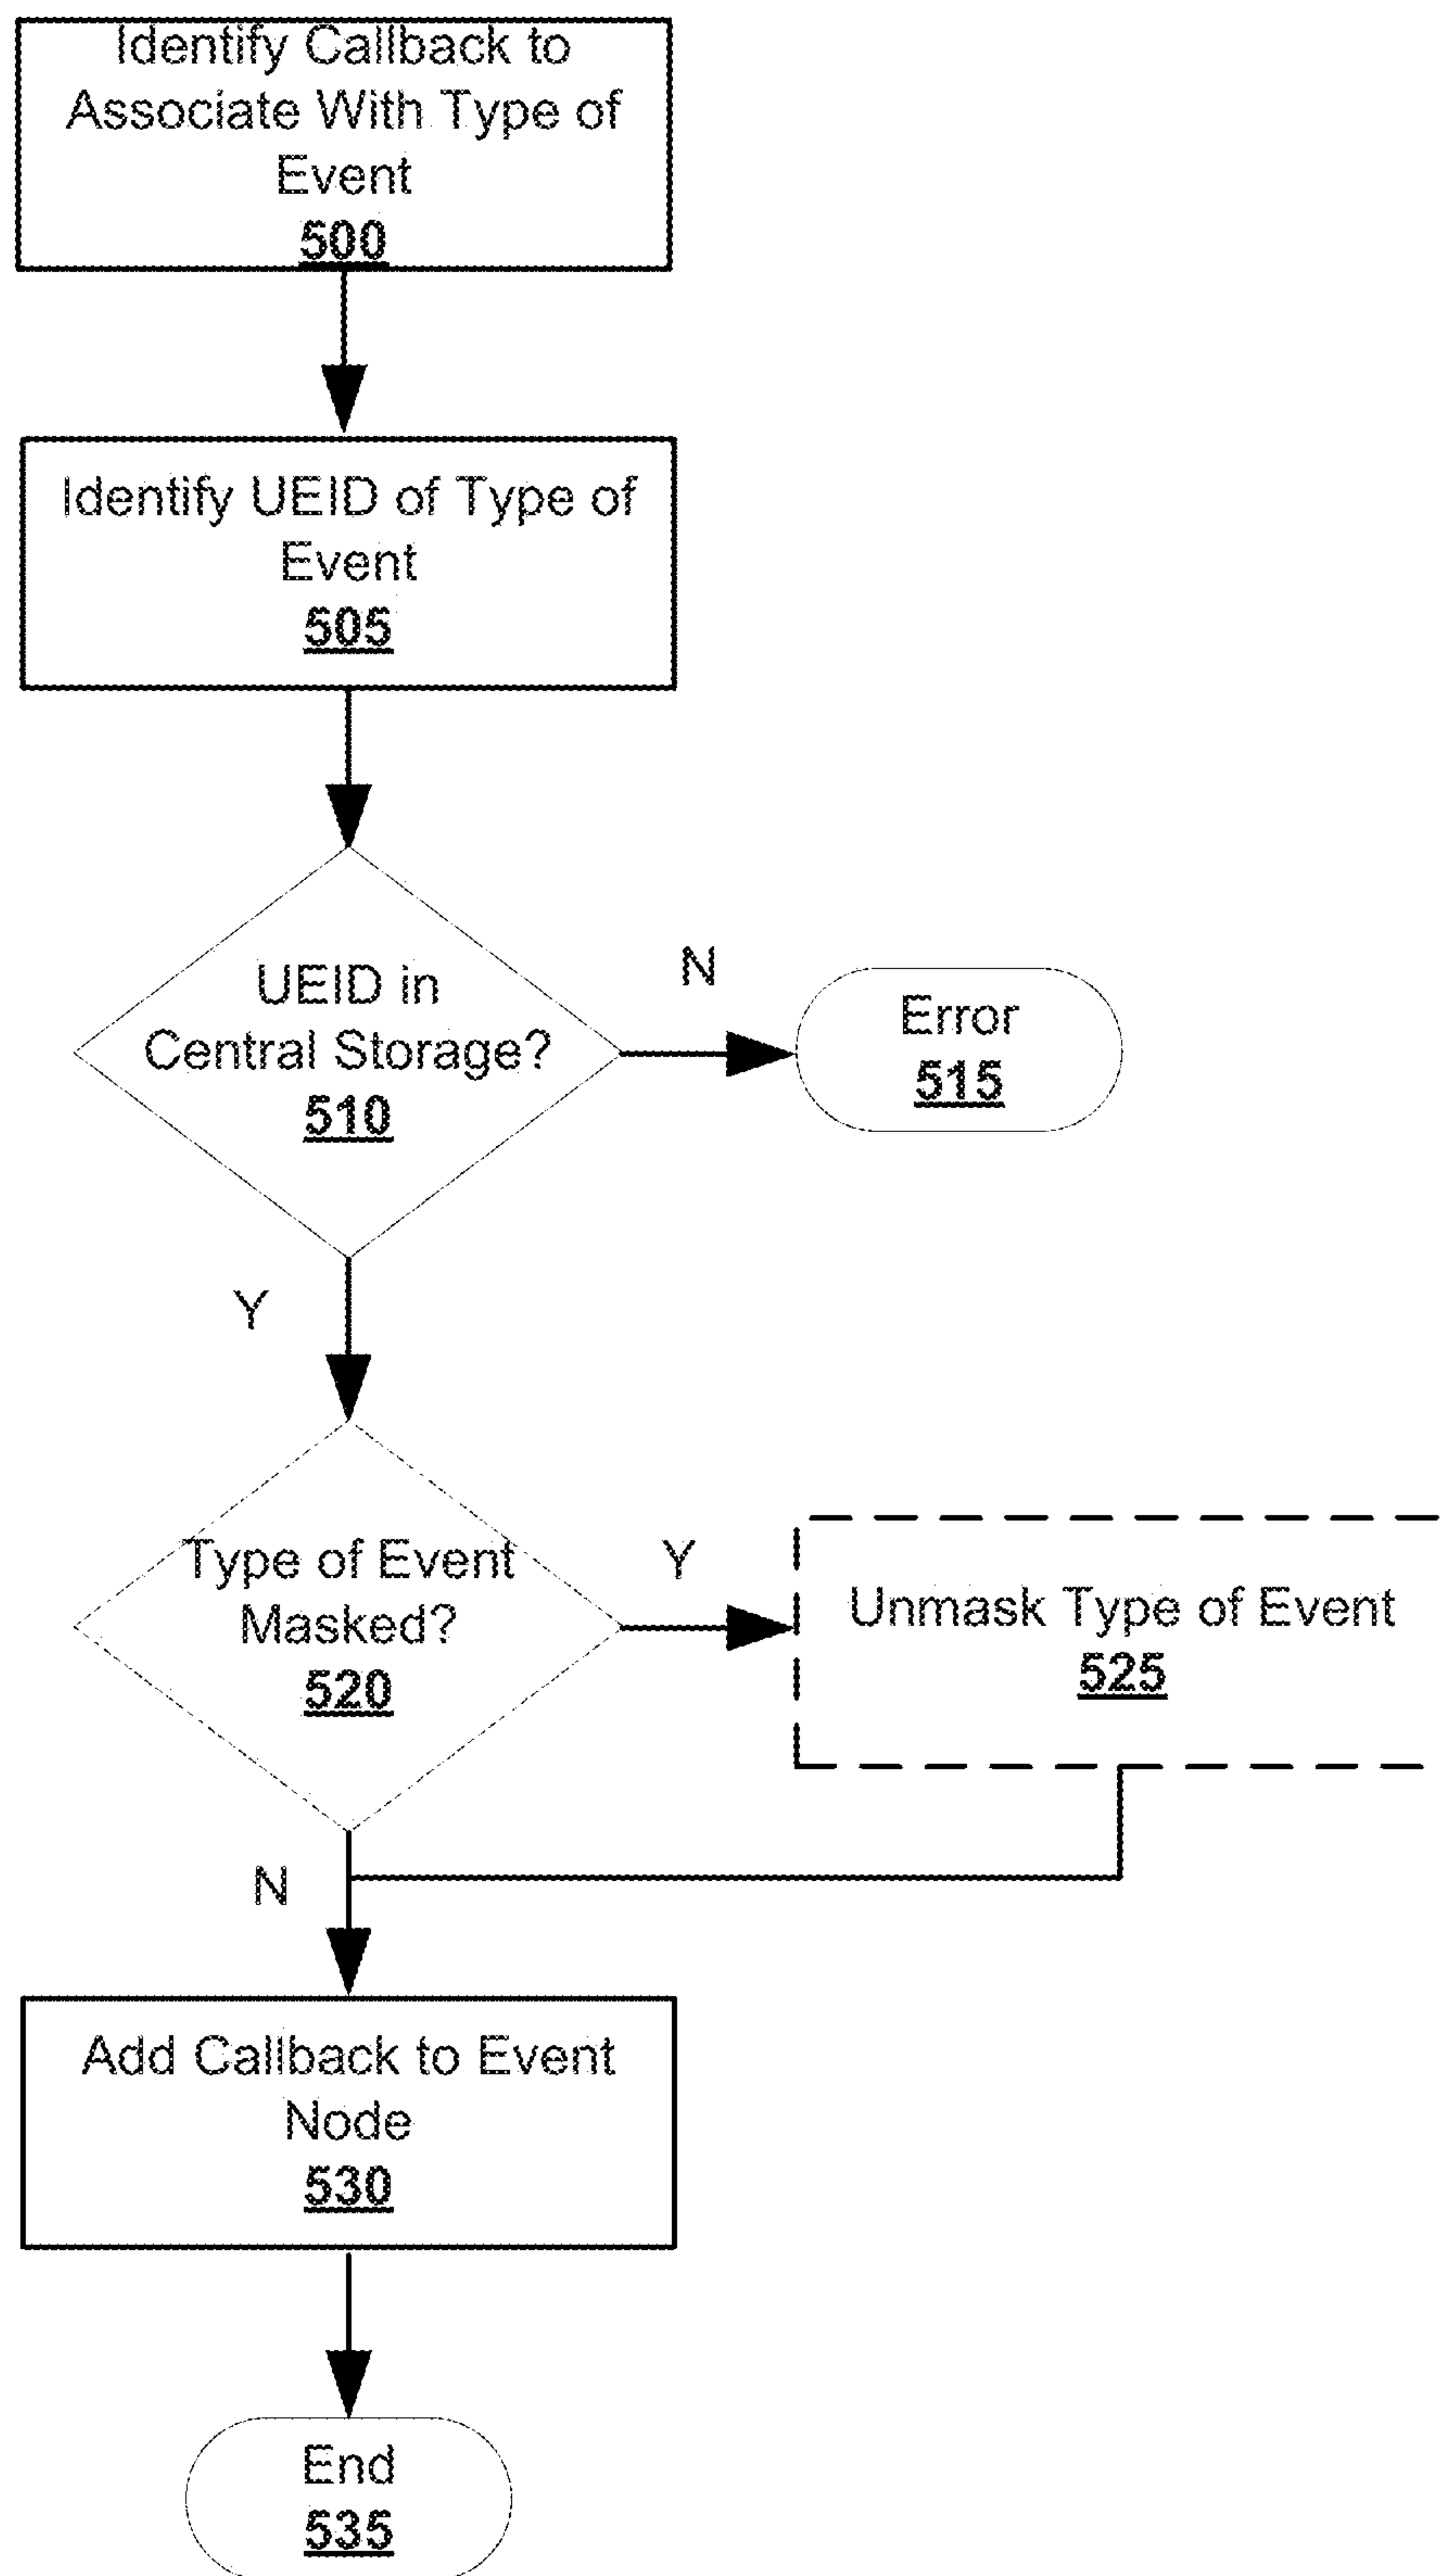 Identify Callback to
Associate With Type of
Event
500
Identify UEID of Type of
Event
505
UEID in
Central Storage?
510
N
Error
515
Y
Type of Event
Masked?
520
Y
Unmask Type of Event
525
N
Add Callback to Event
Node
530
End
535